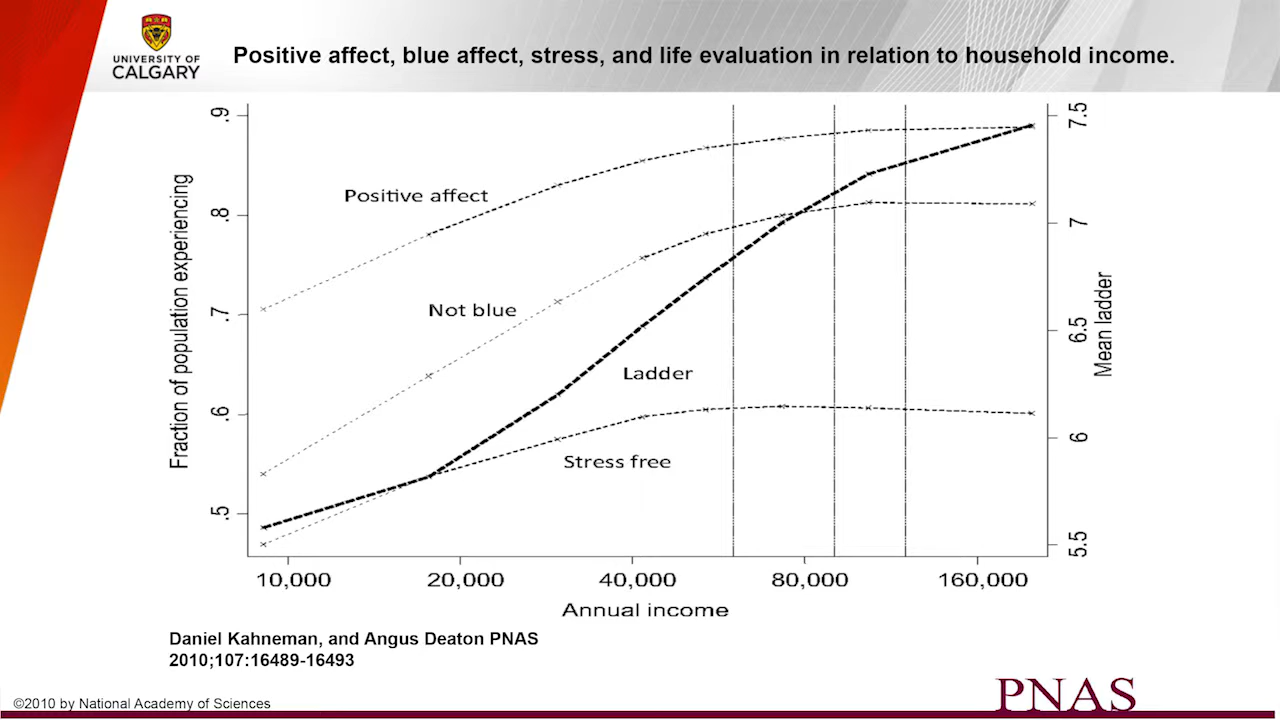 UNIVERSITY OF
CALGARY
Positive affect, blue affect, stress, and life evaluation in relation to household income.
.9
.8
.7
.6
.5
Fraction of population experiencing
Positive affect
Not blue
Ladder
Stress free
7.5
7
6.5
6
5.5
Mean ladder
10,000 20,000 40,000 80,000 160,000
Annual income
Daniel Kahneman, and Angus Deaton PNAS
2010;107:16489-16493
©2010 by National Academy of Sciences
PNAS